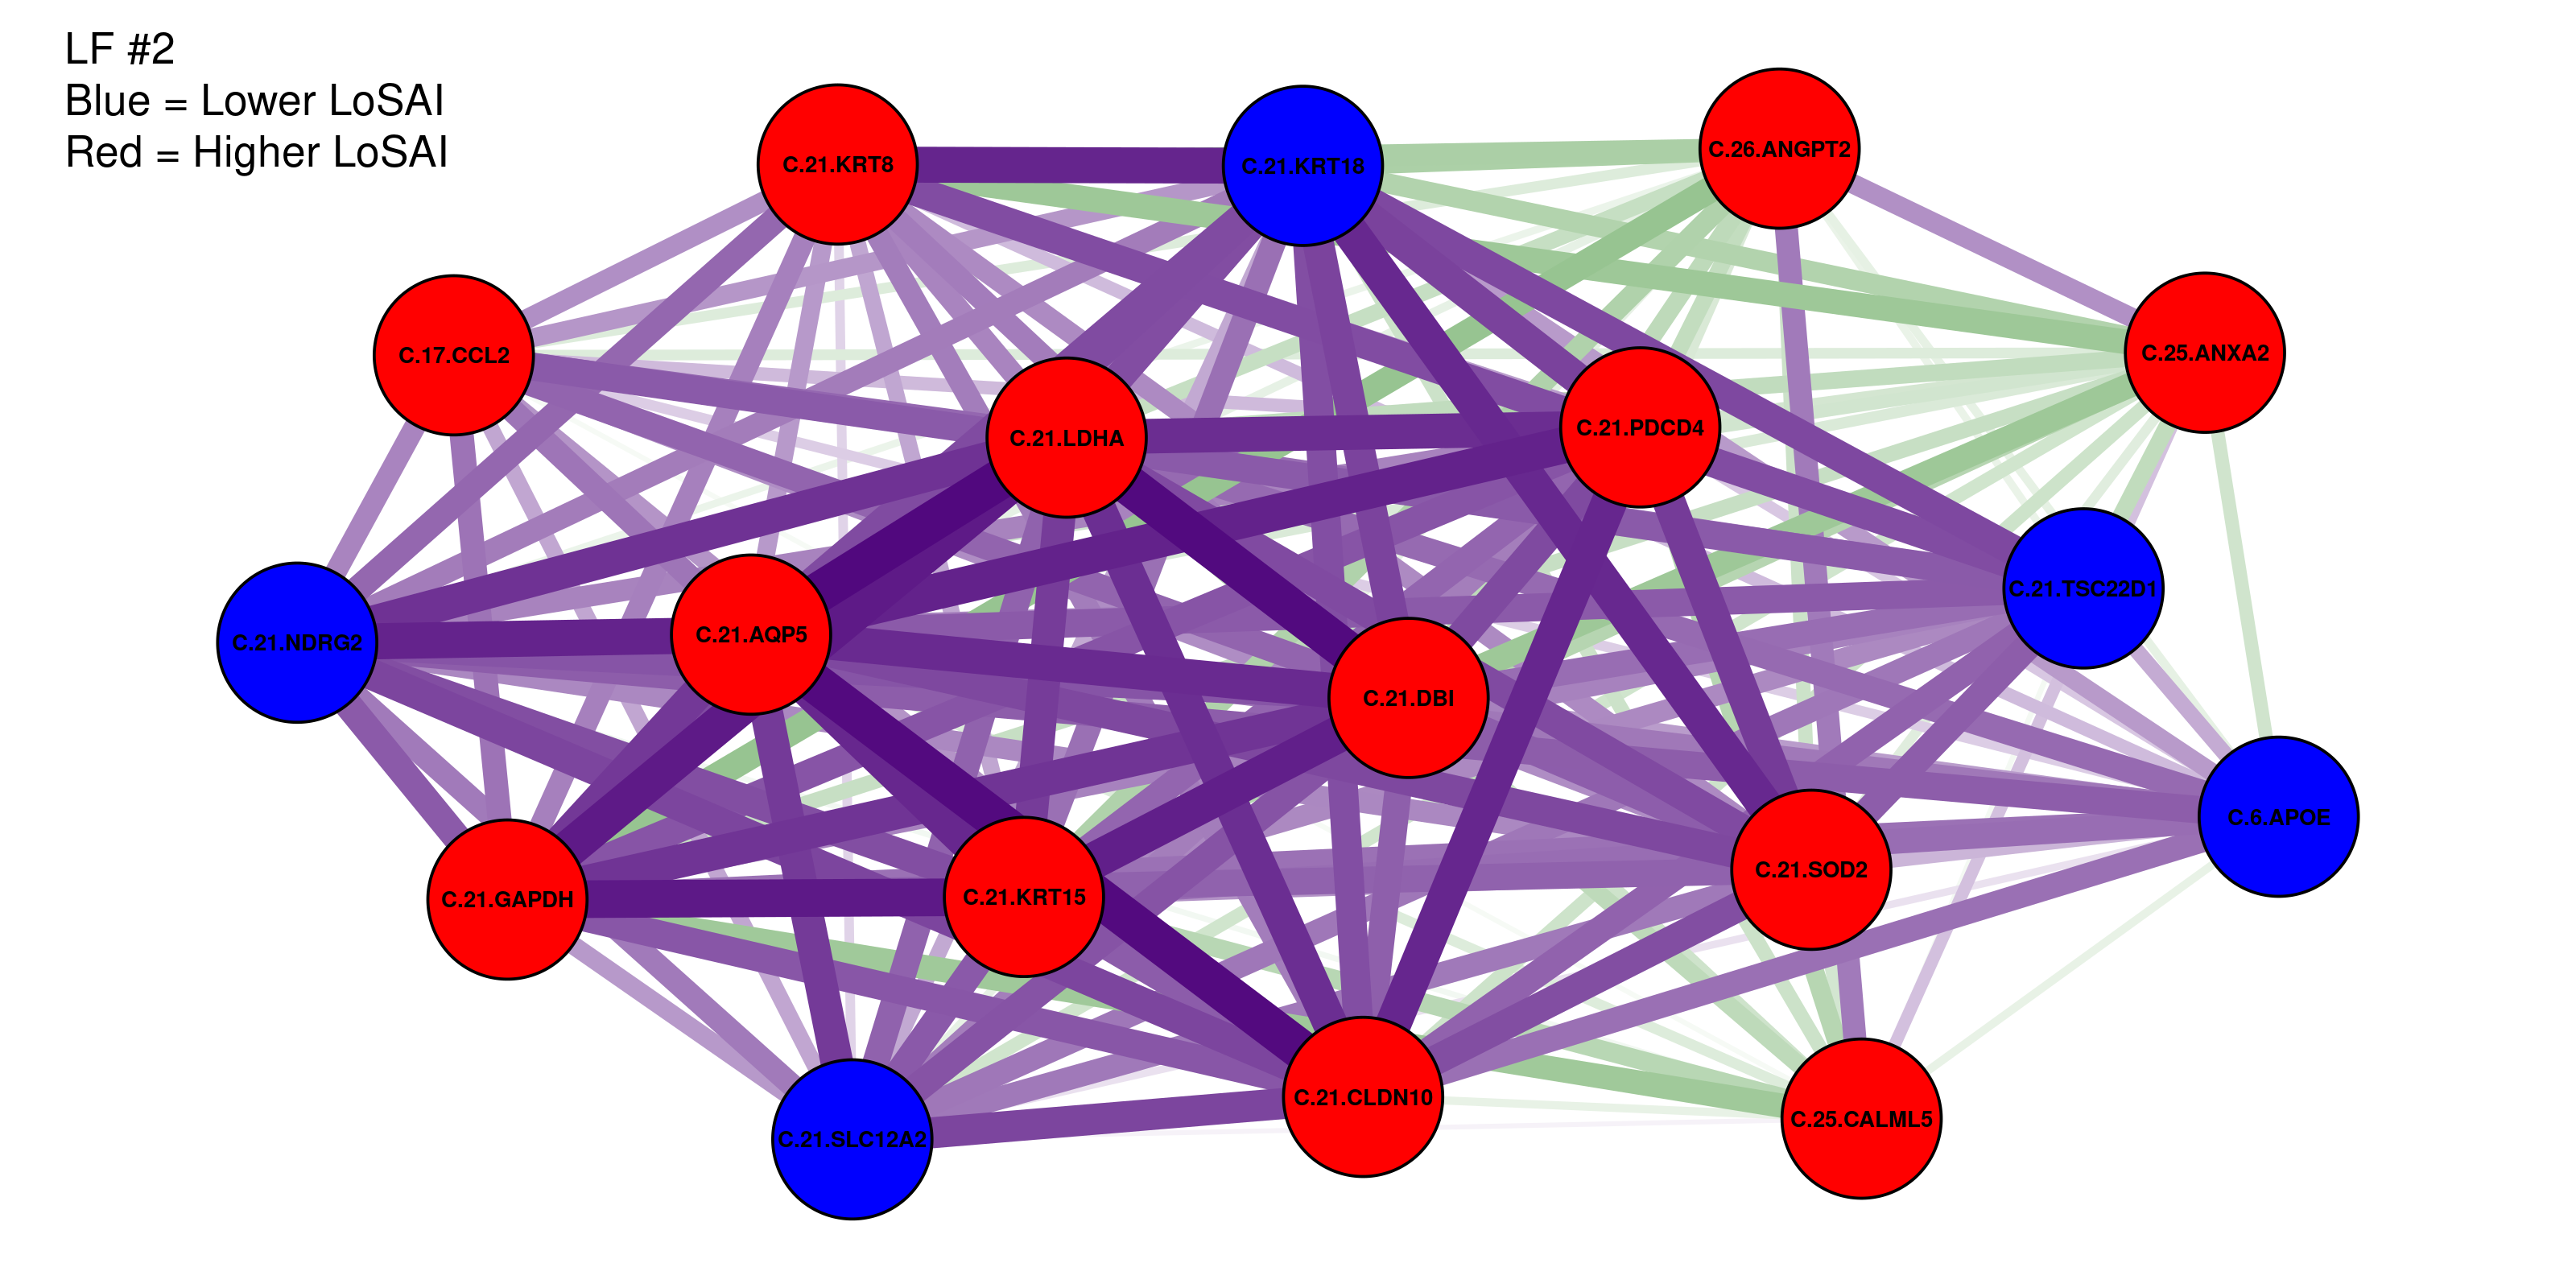 LF #2
Blue = Lower LoSAI
Red = Higher LoSAI
C.26.ANGPT2
C.21.KRT8
C.21.KRT18
C.25.ANXA2
C.17.CCL2
C.21.PDCD4
C.21.LDHA
C.21.TSC22D1
C.21.AQP5
C.21.NDRG2
C.21.DBI
C.6.APOE
C.21.SOD2
C.21.KRT15
C.21.GAPDH
C.21.CLDN10
C.25.CALML5
C.21.SLC12A2